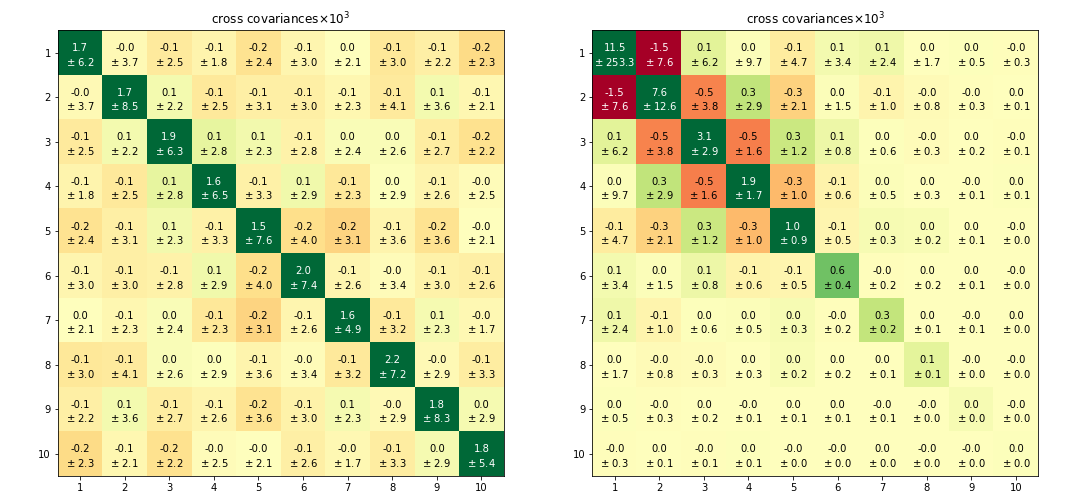 cross covariances×10³
1 1.7 -0.0 -0.1 -0.1 -0.2 -0.1 0.0 -0.1 -0.1 -0.2
± 6.2 ± 3.7 ± 2.5 ± 1.8 ± 2.4 ± 3.0 ± 2.1 ± 3.0 ± 2.2 ± 2.3
2 -0.0 1.7 0.1 -0.1 -0.1 -0.1 -0.1 -0.1 0.1 -0.1
± 3.7 ± 8.5 ± 2.2 ± 2.5 ± 3.1 ± 3.0 ± 2.3 ± 4.1 ± 3.6 ± 2.1
3 -0.1 0.1 1.9 0.1 0.1 -0.1 0.0 0.0 -0.1 -0.2
± 2.5 ± 2.2 ± 6.3 ± 2.8 ± 2.3 ± 2.8 ± 2.4 ± 2.6 ± 2.7 ± 2.2
4 -0.1 -0.1 0.1 1.6 -0.1 0.1 -0.1 0.0 -0.1 -0.0
± 1.8 ± 2.5 ± 2.8 ± 6.5 ± 3.3 ± 2.9 ± 2.3 ± 2.9 ± 2.6 ± 2.5
5 -0.2 -0.1 0.1 -0.1 1.5 -0.2 -0.2 -0.1 -0.2 -0.0
± 2.4 ± 3.1 ± 2.3 ± 3.3 ± 7.6 ± 4.0 ± 3.1 ± 3.6 ± 3.6 ± 2.1
6 -0.1 -0.1 -0.1 0.1 -0.2 2.0 -0.1 -0.0 -0.1 -0.1
± 3.0 ± 3.0 ± 2.8 ± 2.9 ± 4.0 ± 7.4 ± 2.6 ± 3.4 ± 3.0 ± 2.6
7 0.0 -0.1 0.0 -0.1 -0.2 -0.1 1.6 -0.1 0.1 -0.0
± 2.1 ± 2.3 ± 2.4 ± 2.3 ± 3.1 ± 2.6 ± 4.9 ± 3.2 ± 2.3 ± 1.7
8 -0.1 -0.1 0.0 0.0 -0.1 -0.0 -0.1 2.2 -0.0 -0.1
± 3.0 ± 4.1 ± 2.6 ± 2.9 ± 3.6 ± 3.4 ± 3.2 ± 7.2 ± 2.9 ± 3.3
9 -0.1 0.1 -0.1 -0.1 -0.2 -0.1 0.1 -0.0 1.8 0.0
± 2.2 ± 3.6 ± 2.7 ± 2.6 ± 3.6 ± 3.0 ± 2.3 ± 2.9 ± 8.3 ± 2.9
10 -0.2 -0.1 -0.2 -0.0 -0.0 -0.1 -0.0 -0.1 0.0 1.8
± 2.3 ± 2.1 ± 2.2 ± 2.5 ± 2.1 ± 2.6 ± 1.7 ± 3.3 ± 2.9 ± 5.4
1 2 3 4 5 6 7 8 9 10
cross covariances×10³
1 11.5 -1.5 0.1 0.0 -0.1 0.1 0.1 0.0 0.0 -0.0
± 253.3 ± 7.6 ± 6.2 ± 9.7 ± 4.7 ± 3.4 ± 2.4 ± 1.7 ± 0.5 ± 0.3
2 -1.5 7.6 -0.5 0.3 -0.3 0.0 -0.1 -0.0 -0.0 0.0
± 7.6 ± 12.6 ± 3.8 ± 2.9 ± 2.1 ± 1.5 ± 1.0 ± 0.8 ± 0.3 ± 0.1
3 0.1 -0.5 3.1 -0.5 0.3 0.1 0.0 -0.0 0.0 -0.0
± 6.2 ± 3.8 ± 2.9 ± 1.6 ± 1.2 ± 0.8 ± 0.6 ± 0.3 ± 0.2 ± 0.1
4 0.0 0.3 -0.5 1.9 -0.3 -0.1 0.0 0.0 -0.0 0.0
± 9.7 ± 2.9 ± 1.6 ± 1.7 ± 1.0 ± 0.6 ± 0.5 ± 0.3 ± 0.1 ± 0.1
5 -0.1 -0.3 0.3 -0.3 1.0 -0.1 0.0 0.0 0.0 -0.0
± 4.7 ± 2.1 ± 1.2 ± 1.0 ± 0.9 ± 0.5 ± 0.3 ± 0.2 ± 0.1 ± 0.0
6 0.1 0.0 0.1 -0.1 -0.1 0.6 -0.0 0.0 0.0 -0.0
± 3.4 ± 1.5 ± 0.8 ± 0.6 ± 0.5 ± 0.4 ± 0.2 ± 0.2 ± 0.1 ± 0.0
7 0.1 -0.1 0.0 0.0 0.0 -0.0 0.3 0.0 -0.0 0.0
± 2.4 ± 1.0 ± 0.6 ± 0.5 ± 0.3 ± 0.2 ± 0.2 ± 0.1 ± 0.1 ± 0.0
8 0.0 -0.0 -0.0 0.0 0.0 0.0 0.0 0.1 -0.0 -0.0
± 1.7 ± 0.8 ± 0.3 ± 0.3 ± 0.2 ± 0.2 ± 0.1 ± 0.1 ± 0.0 ± 0.0
9 0.0 -0.0 0.0 -0.0 0.0 0.0 -0.0 -0.0 0.0 0.0
± 0.5 ± 0.3 ± 0.2 ± 0.1 ± 0.1 ± 0.1 ± 0.1 ± 0.0 ± 0.0 ± 0.0
10 -0.0 0.0 -0.0 0.0 -0.0 -0.0 0.0 -0.0 0.0 0.0
± 0.3 ± 0.1 ± 0.1 ± 0.1 ± 0.0 ± 0.0 ± 0.0 ± 0.0 ± 0.0 ± 0.0
1 2 3 4 5 6 7 8 9 10